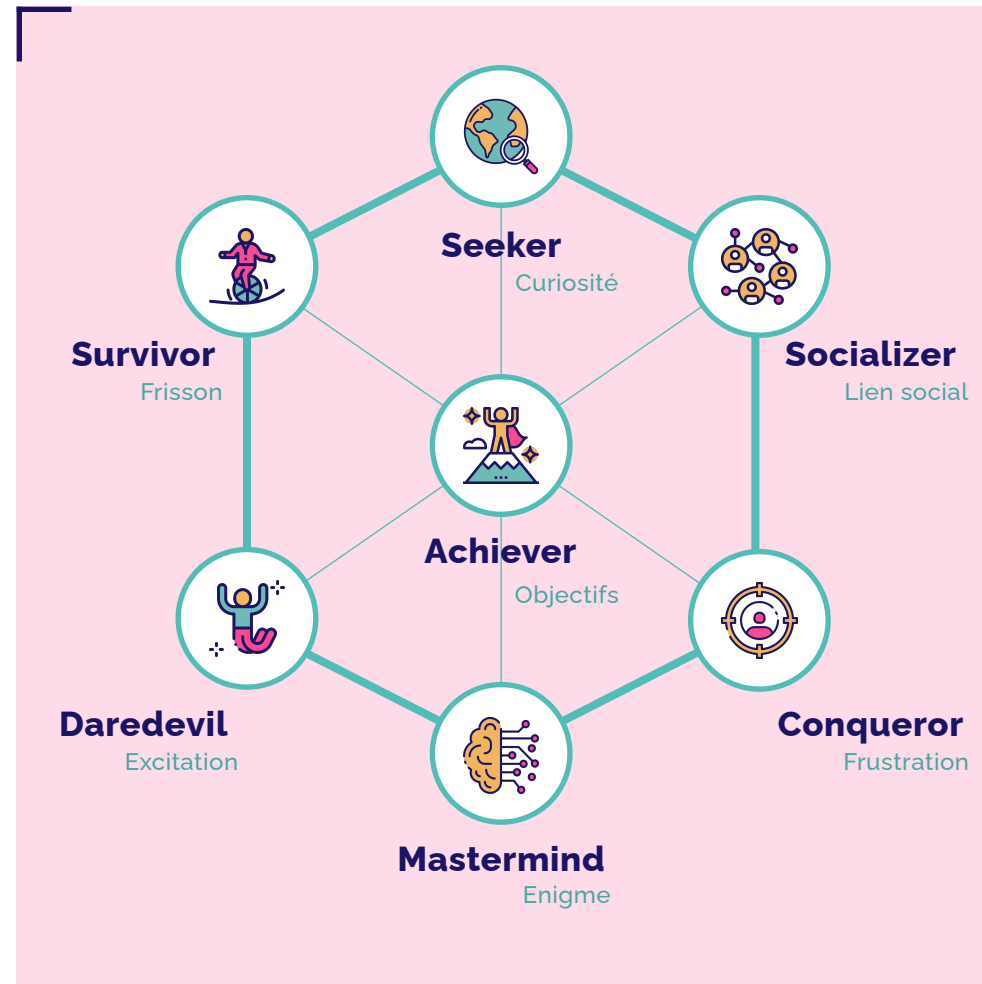 Seeker
Curiosité
Survivor
Frisson
Socializer
Lien social
Achiever
Objectifs
Daredevil
Excitation
Conqueror
Frustration
Mastermind
Enigme